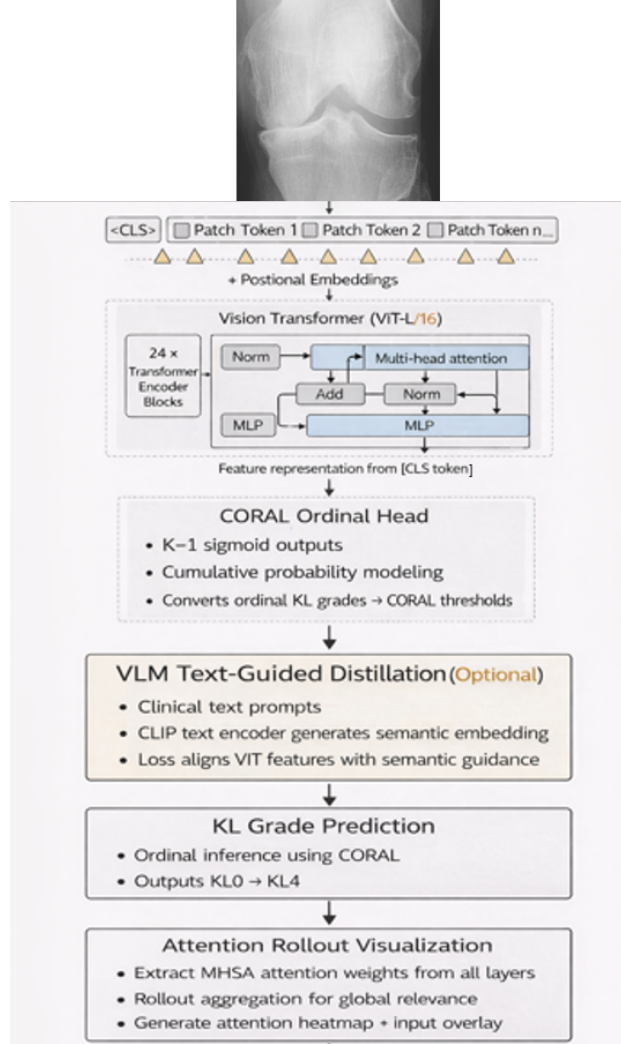 <CLS> Patch Token 1 Patch Token 2 Patch Token n...
+ Postional Embeddings
Vision Transformer (ViT-L/16)
24 ×
Transformer
Encoder
Blocks
Norm
Multi-head attention
Add
Norm
MLP
MLP
Feature representation from [CLS token]
CORAL Ordinal Head
• K−1 sigmoid outputs
• Cumulative probability modeling
• Converts ordinal KL grades → CORAL thresholds
VLM Text-Guided Distillation (Optional)
• Clinical text prompts
• CLIP text encoder generates semantic embedding
• Loss aligns VIT features with semantic guidance
KL Grade Prediction
• Ordinal inference using CORAL
• Outputs KL0 → KL4
Attention Rollout Visualization
• Extract MHSA attention weights from all layers
• Rollout aggregation for global relevance
• Generate attention heatmap + input overlay